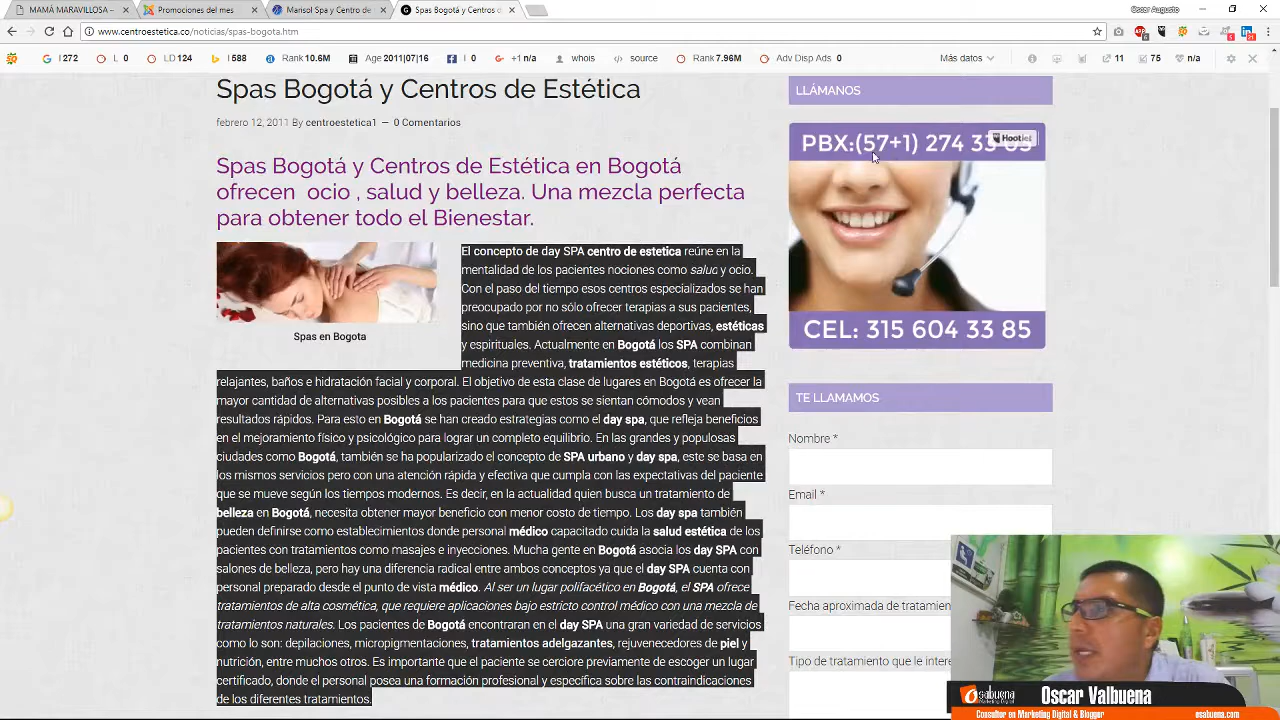 Oscar Augusto
MAMÁ MARAVILLOSA -
Promociones del mes
Marisol Spa y Centro de
Spas Bogotá y Centros de
www.centroestetica.co/noticias/spas-bogota.htm
I 272
L 0
LD 124
I 588
Rank 10.6M
Age 2011|07|16
I 0
+1 n/a
whois
source
Rank 7.96M
Adv Disp Ads 0
Más datos
11
75
n/a
Spas Bogotá y Centros de Estética
febrero 12, 2011 By centroestetica1 — 0 Comentarios
Spas Bogotá y Centros de Estética en Bogotá
ofrecen ocio , salud y belleza. Una mezcla perfecta
para obtener todo el Bienestar.
Spas en Bogota
El concepto de day SPA centro de estetica reúne en la
mentalidad de los pacientes nociones como salud y ocio.
Con el paso del tiempo esos centros especializados se han
preocupado por no sólo ofrecer terapias a sus pacientes,
sino que también ofrecen alternativas deportivas, estéticas
y espirituales. Actualmente en Bogotá los SPA combinan
medicina preventiva, tratamientos estéticos, terapias
relajantes, baños e hidratación facial y corporal. El objetivo de esta clase de lugares en Bogotá es ofrecer la
mayor cantidad de alternativas posibles a los pacientes para que estos se sientan cómodos y vean
resultados rápidos. Para esto en Bogotá se han creado estrategias como el day spa, que refleja beneficios
en el mejoramiento físico y psicológico para lograr un completo equilibrio. En las grandes y populosas
ciudades como Bogotá, también se ha popularizado el concepto de SPA urbano y day spa, este se basa en
los mismos servicios pero con una atención rápida y efectiva que cumpla con las expectativas del paciente
que se mueve según los tiempos modernos. Es decir, en la actualidad quien busca un tratamiento de
belleza en Bogotá, necesita obtener mayor beneficio con menor costo de tiempo. Los day spa también
pueden definirse como establecimientos donde personal médico capacitado cuida la salud estética de los
pacientes con tratamientos como masajes e inyecciones. Mucha gente en Bogotá asocia los day SPA con
salones de belleza, pero hay una diferencia radical entre ambos conceptos ya que el day SPA cuenta con
personal preparado desde el punto de vista médico. Al ser un lugar polifacético en Bogotá, el SPA ofrece
tratamientos de alta cosmética, que requiere aplicaciones bajo estricto control médico con una mezcla de
tratamientos naturales. Los pacientes de Bogotá encontraran en el day SPA una gran variedad de servicios
como lo son: depilaciones, micropigmentaciones, tratamientos adelgazantes, rejuvenecedores de piel y
nutrición, entre muchos otros. Es importante que el paciente se cerciore previamente de escoger un lugar
certificado, donde el personal posea una formación profesional y específica sobre las contraindicaciones
de los diferentes tratamientos.
LLÁMANOS
PBX:(57+1) 274 33 85
Hootlet
CEL: 315 604 33 85
TE LLAMAMOS
Nombre *
Email *
Teléfono *
Fecha aproximada de tratamien
Tipo de tratamiento que le intere
osabuena
Marketing Digital
Oscar Valbuena
Consultor en Marketing Digital & Blogger
osabuena.com